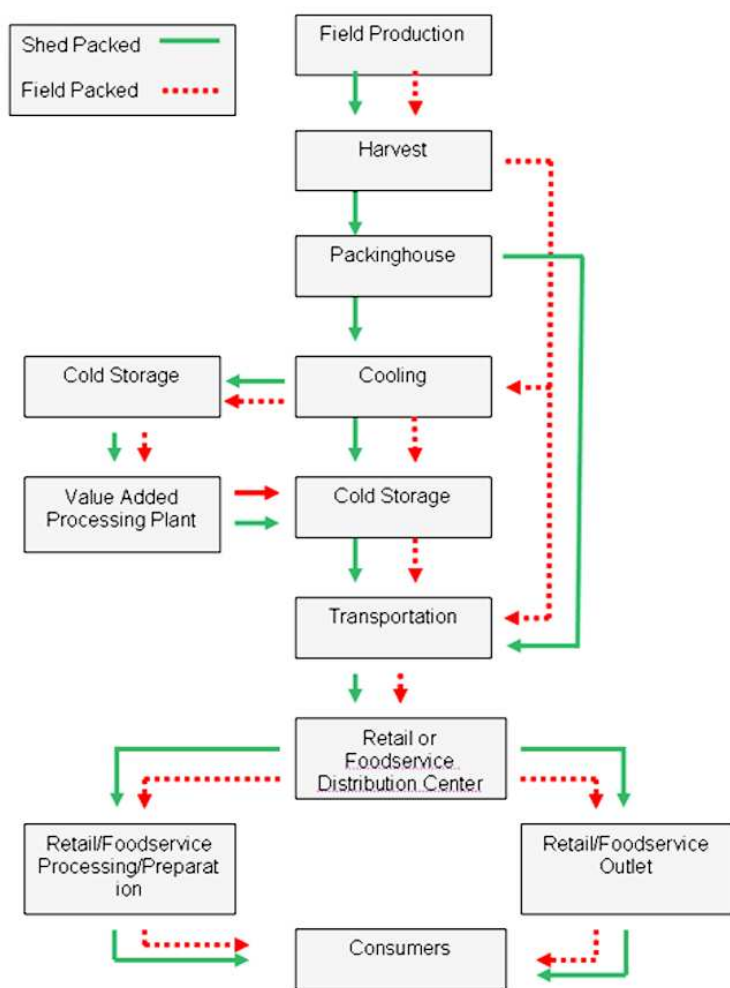 Shed Packed
Field Packed
Field Production
Harvest
Packinghouse
Cold Storage
Cooling
Value Added
Processing Plant
Cold Storage
Transportation
Retail or
Foodservice
Distribution Center
Retail/Foodservice
Processing/Preparat
ion
Retail/Foodservice
Outlet
Consumers